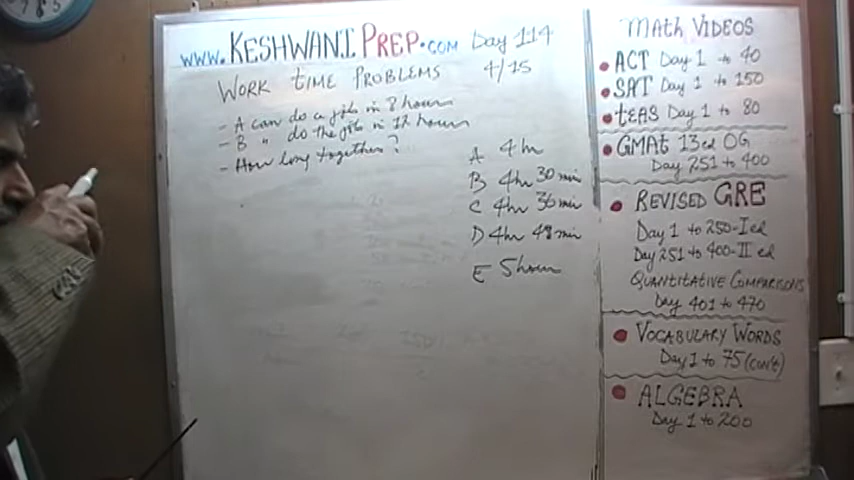 www.KESHWANIPREP.COM Day 114
WORK TIME PROBLEMS 4/15
- A can do a job in 8 hours
- B " do the job in 12 hours
- How long together?
A 4 hr
B 4 hr 30 min
C 4 hr 36 min
D 4 hr 48 min
E 5 hour
MATH VIDEOS
ACT Day 1 to 40
SAT Day 1 to 150
tEAS Day 1 to 80
GMAt 13ed OG
Day 251 to 400
REVISED GRE
Day 1 to 250-I ed
Day 251 to 400-II ed
QUANTITATIVE COMPARISONS
Day 401 to 470
VOCABULARY WORDS
Day 1 to 75 (con't)
ALGEBRA
Day 1 to 200